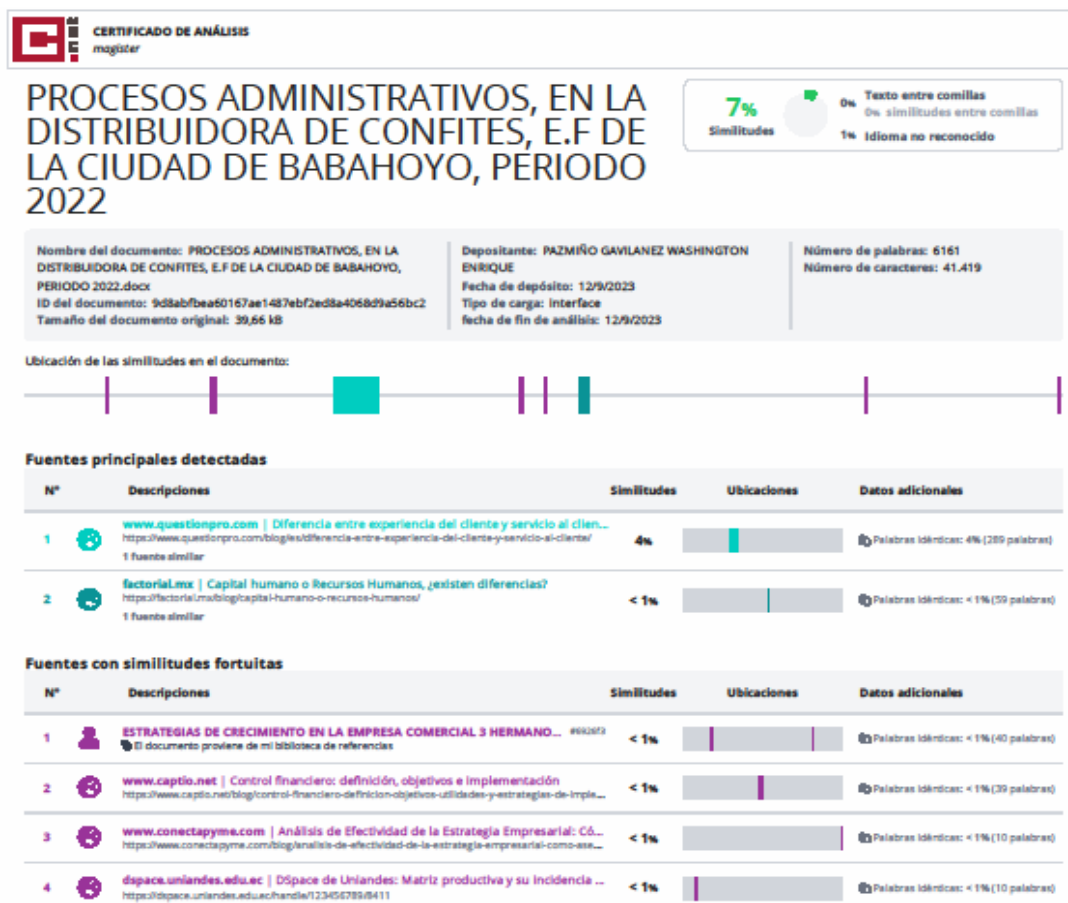 CERTIFICADO DE ANÁLISIS
magister
PROCESOS ADMINISTRATIVOS, EN LA
DISTRIBUIDORA DE CONFITES, E.F DE
LA CIUDAD DE BABAHOYO, PERIODO
2022
7%
Similitudes
0% Texto entre comillas
0% similitudes entre comillas
1% Idioma no reconocido
Nombre del documento: PROCESOS ADMINISTRATIVOS, EN LA
DISTRIBUIDORA DE CONFITES, E.F DE LA CIUDAD DE BABAHOYO,
PERIODO 2022.docx
ID del documento: 9d8abfbea60167ae1487ebf2ed8a4068d9a56bc2
Tamaño del documento original: 39,66 kB
Depositante: PAZMIÑO GAVILANEZ WASHINGTON
ENRIQUE
Fecha de depósito: 12/9/2023
Tipo de carga: interface
fecha de fin de análisis: 12/9/2023
Número de palabras: 6161
Número de caracteres: 41.419
Ubicación de las similitudes en el documento:
Fuentes principales detectadas
N° Descripciones Similitudes Ubicaciones Datos adicionales
1 www.questionpro.com | Diferencia entre experiencia del cliente y servicio al clien...
https://www.questionpro.com/blog/es/diferencia-entre-experiencia-del-cliente-y-servicio-al-cliente/
1 fuente similar
4% Palabras idénticas: 4% (289 palabras)
2 factorial.mx | Capital humano o Recursos Humanos, ¿existen diferencias?
https://factorial.mx/blog/capital-humano-o-recursos-humanos/
1 fuente similar
< 1% Palabras idénticas: < 1% (59 palabras)
Fuentes con similitudes fortuitas
N° Descripciones Similitudes Ubicaciones Datos adicionales
1 ESTRATEGIAS DE CRECIMIENTO EN LA EMPRESA COMERCIAL 3 HERMANO...
El documento proviene de mi biblioteca de referencias
< 1% Palabras idénticas: < 1% (40 palabras)
2 www.captio.net | Control financiero: definición, objetivos e implementación
https://www.captio.net/blog/control-financiero-definicion-objetivos-utilidades-y-estrategias-de-imple...
< 1% Palabras idénticas: < 1% (39 palabras)
3 www.conectapyme.com | Análisis de Efectividad de la Estrategia Empresarial: Có...
https://www.conectapyme.com/blog/analisis-de-efectividad-de-la-estrategia-empresarial-como-ase...
< 1% Palabras idénticas: < 1% (10 palabras)
4 dspace.uniandes.edu.ec | DSpace de Uniandes: Matriz productiva y su incidencia ...
https://dspace.uniandes.edu.ec/handle/123456789/8411
< 1% Palabras idénticas: < 1% (10 palabras)